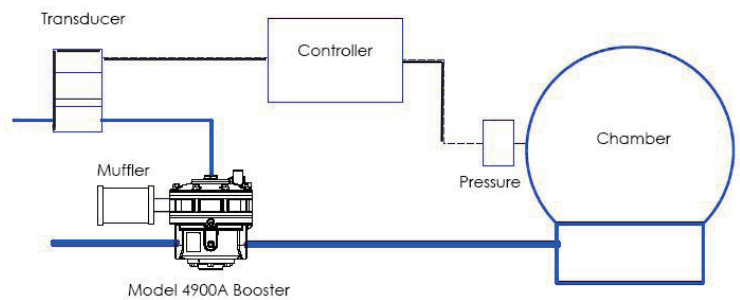 Transducer
Controller
Chamber
Muffler
Pressure
Model 4900A Booster